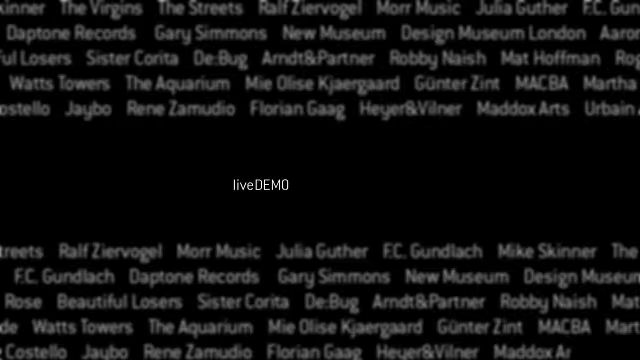 kinner The Virgins The Streets Ralf Ziervogel Morr Music Julia Guther F.C. Gun
Daptone Records Gary Simmons New Museum Design Museum London Aaron
ful Losers Sister Corita De:Bug Arndt&Partner Robby Naish Mat Hoffman Ro
Watts Towers The Aquarium Mie Olise Kjaergaard Günter Zint MACBA Martha
ostello Jaybo Rene Zamudio Florian Gaag Heyer&Vilner Maddox Arts Urbain
liveDEMO
treets Ralf Ziervogel Morr Music Julia Guther F.C. Gundlach Mike Skinner The
F.C. Gundlach Daptone Records Gary Simmons New Museum Design Museum
Rose Beautiful Losers Sister Corita De:Bug Arndt&Partner Robby Naish Mat
de Watts Towers The Aquarium Mie Olise Kjaergaard Günter Zint MACBA Mart
Costello Jaybo Rene Zamudio Florian Gaag Heyer&Vilner Maddox Ar